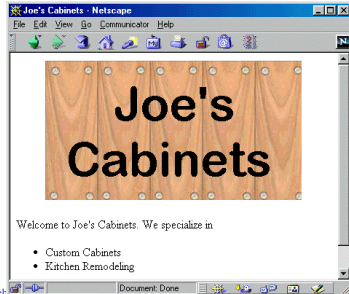 Joe's Cabinets - Netscape
File Edit View Go Communicator Help
Joe's
Cabinets
Welcome to Joe's Cabinets. We specialize in
Custom Cabinets
Kitchen Remodeling
Document: Done